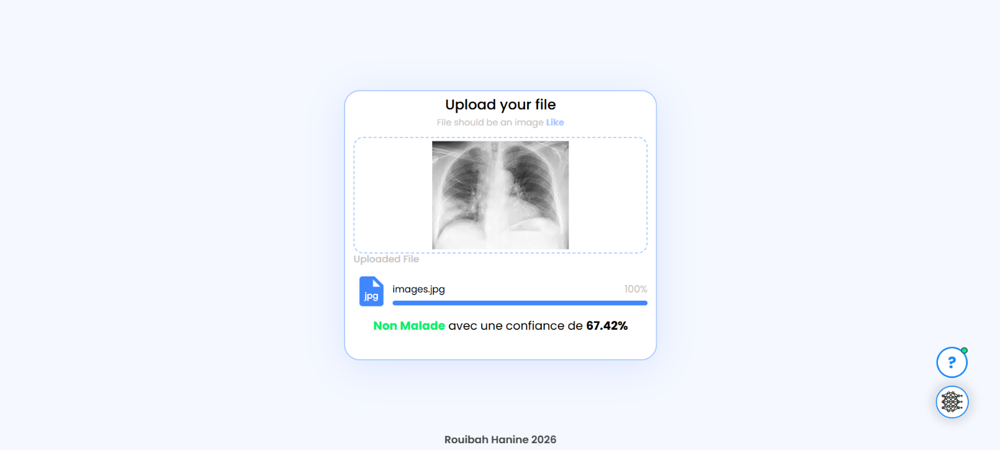 Upload your file
File should be an image Like
Uploaded File
jpg
images.jpg
100%
Non Malade avec une confiance de 67.42%
?
Rouibah Hanine 2026